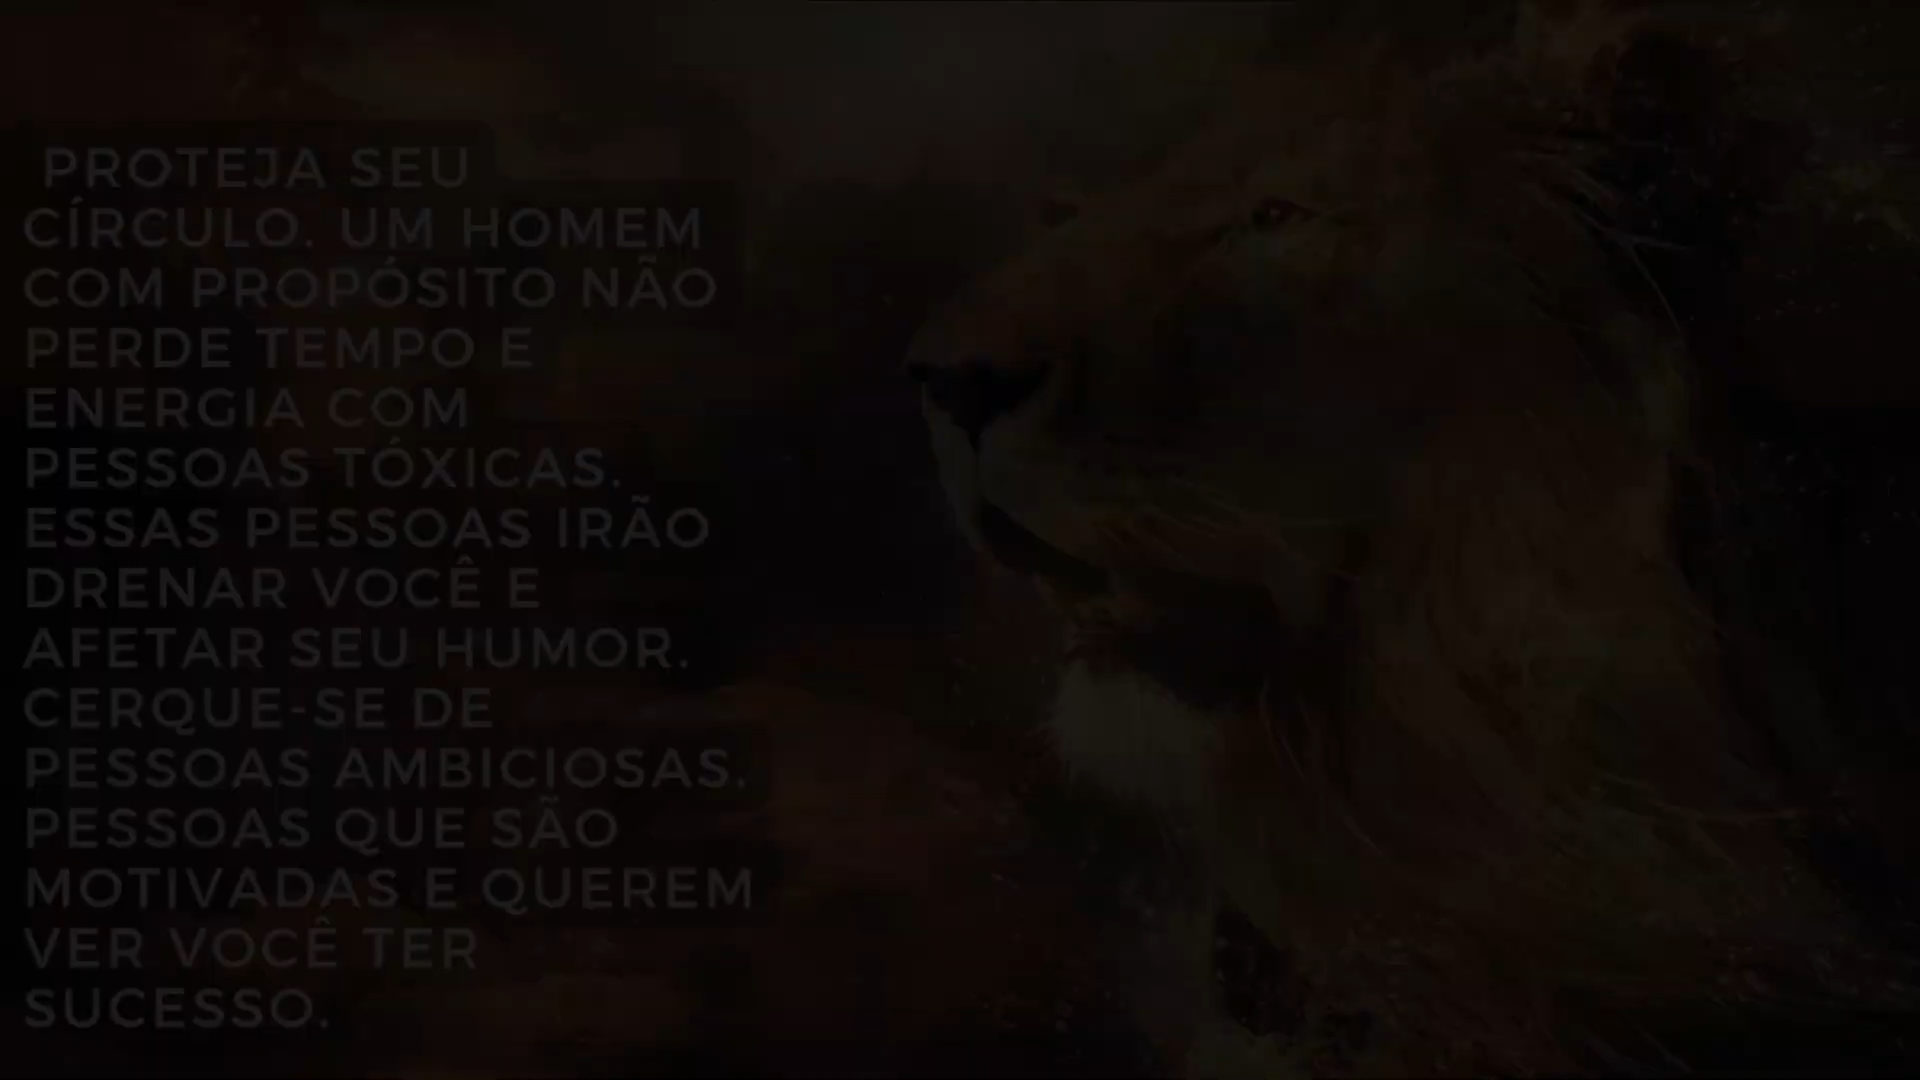 PROTEJA SEU
CÍRCULO. UM HOMEM
COM PROPÓSITO NÃO
PERDE TEMPO E
ENERGIA COM
PESSOAS TÓXICAS.
ESSAS PESSOAS IRÃO
DRENAR VOCÊ E
AFETAR SEU HUMOR.
CERQUE-SE DE
PESSOAS AMBICIOSAS.
PESSOAS QUE SÃO
MOTIVADAS E QUEREM
VER VOCÊ TER
SUCESSO.